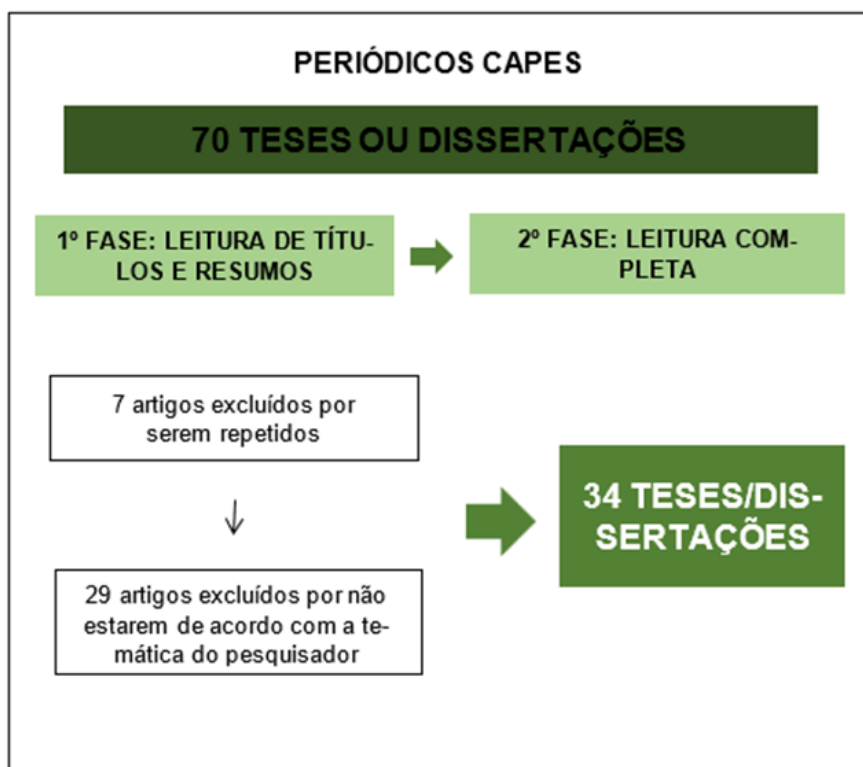 PERIÓDICOS CAPES
70 TESES OU DISSERTAÇÕES
1º FASE: LEITURA DE TÍTU-
LOS E RESUMOS
2º FASE: LEITURA COM-
PLETA
7 artigos excluídos por
serem repetidos
34 TESES/DIS-
SERTAÇÕES
29 artigos excluídos por não
estarem de acordo com a te-
mática do pesquisador